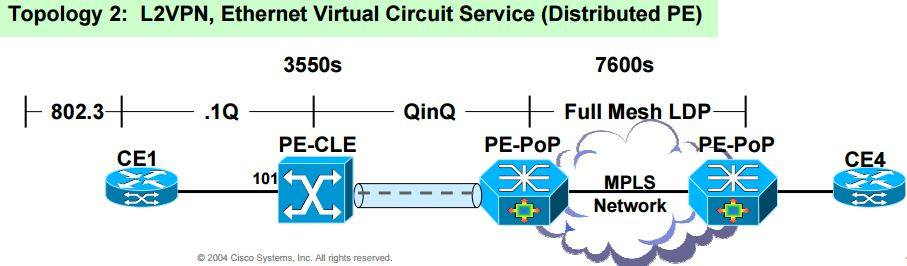 Topology 2: L2VPN, Ethernet Virtual Circuit Service (Distributed PE)
3550s 7600s
802.3 .1Q QinQ Full Mesh LDP
CE1 PE-CLE PE-PoP PE-PoP CE4
101
MPLS
Network
© 2004 Cisco Systems, Inc. All rights reserved.